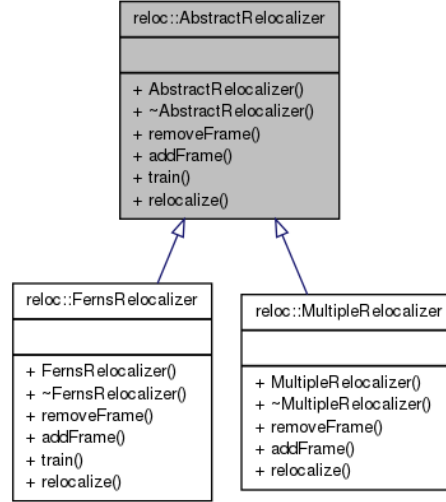 reloc::AbstractRelocalizer
+ AbstractRelocalizer()
+ ~AbstractRelocalizer()
+ removeFrame()
+ addFrame()
+ train()
+ relocalize()
reloc::FernsRelocalizer
+ FernsRelocalizer()
+ ~FernsRelocalizer()
+ removeFrame()
+ addFrame()
+ train()
+ relocalize()
reloc::MultipleRelocalizer
+ MultipleRelocalizer()
+ ~MultipleRelocalizer()
+ removeFrame()
+ addFrame()
+ relocalize()